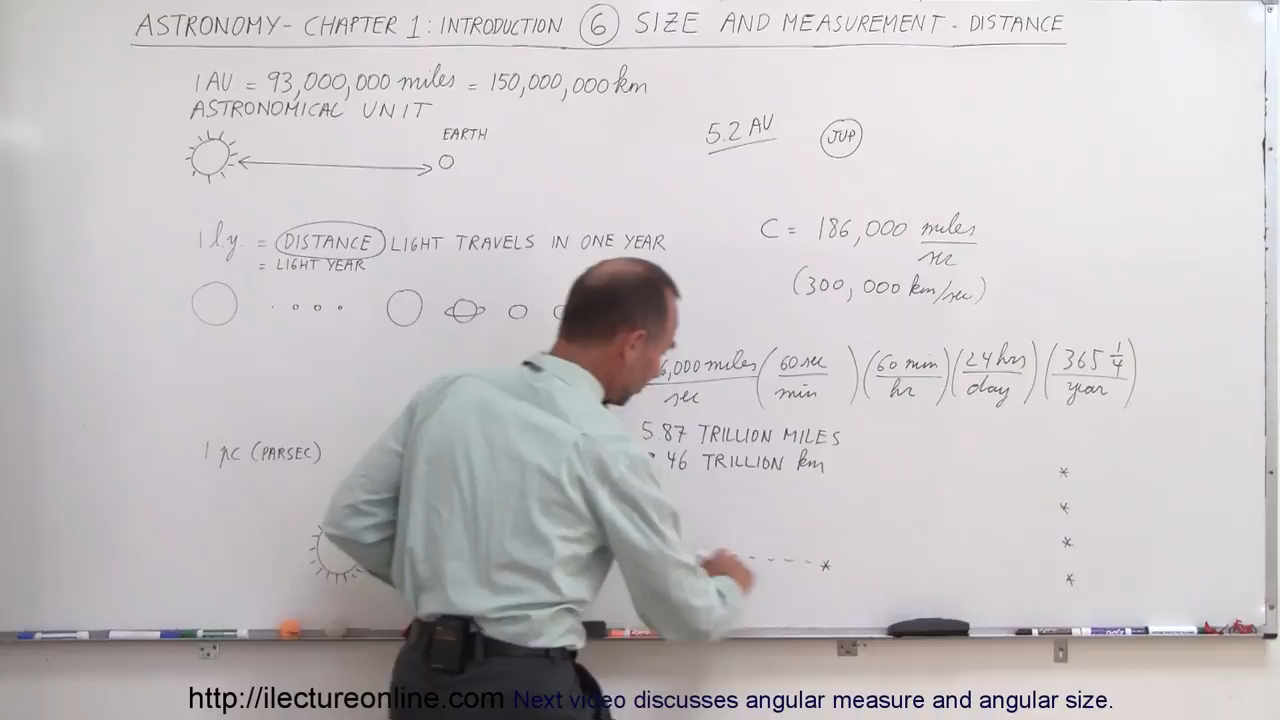 ASTRONOMY - CHAPTER 1: INTRODUCTION 6 SIZE AND MEASUREMENT - DISTANCE
1 AU = 93,000,000 miles = 150,000,000 km
ASTRONOMICAL UNIT
EARTH
5.2 AU
JUP
1 l.y. = DISTANCE LIGHT TRAVELS IN ONE YEAR
= LIGHT YEAR
C = 186,000 miles
sec
(300,000 km/sec)
6,000 miles (60 sec) (60 min) (24 hrs) (365 1/4)
sec min hr day year
5.87 TRILLION MILES
46 TRILLION km
1 pc (PARSEC)
http://ilectureonline.com Next video discusses angular measure and angular size.